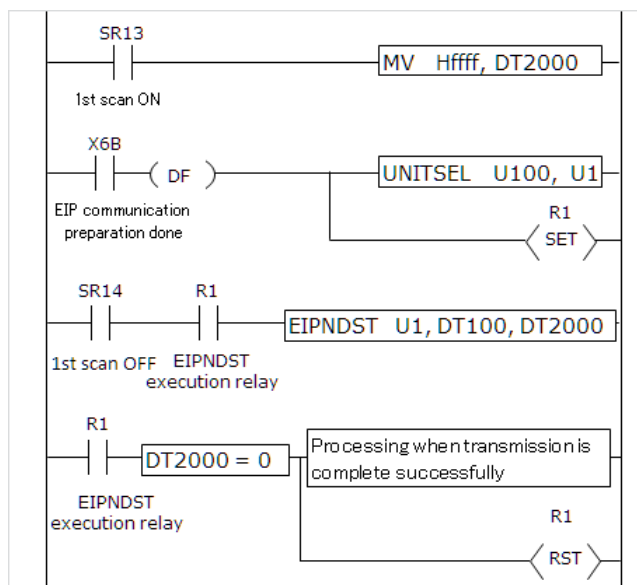 SR13
MV Hffff, DT2000
1st scan ON
X6B
DF
UNITSEL U100, U1
EIP communication
preparation done
R1
SET
SR14 R1
EIPNDST U1, DT100, DT2000
1st scan OFF EIPNDST
execution relay
R1
DT2000 = 0
Processing when transmission is
complete successfully
EIPNDST
execution relay
R1
RST